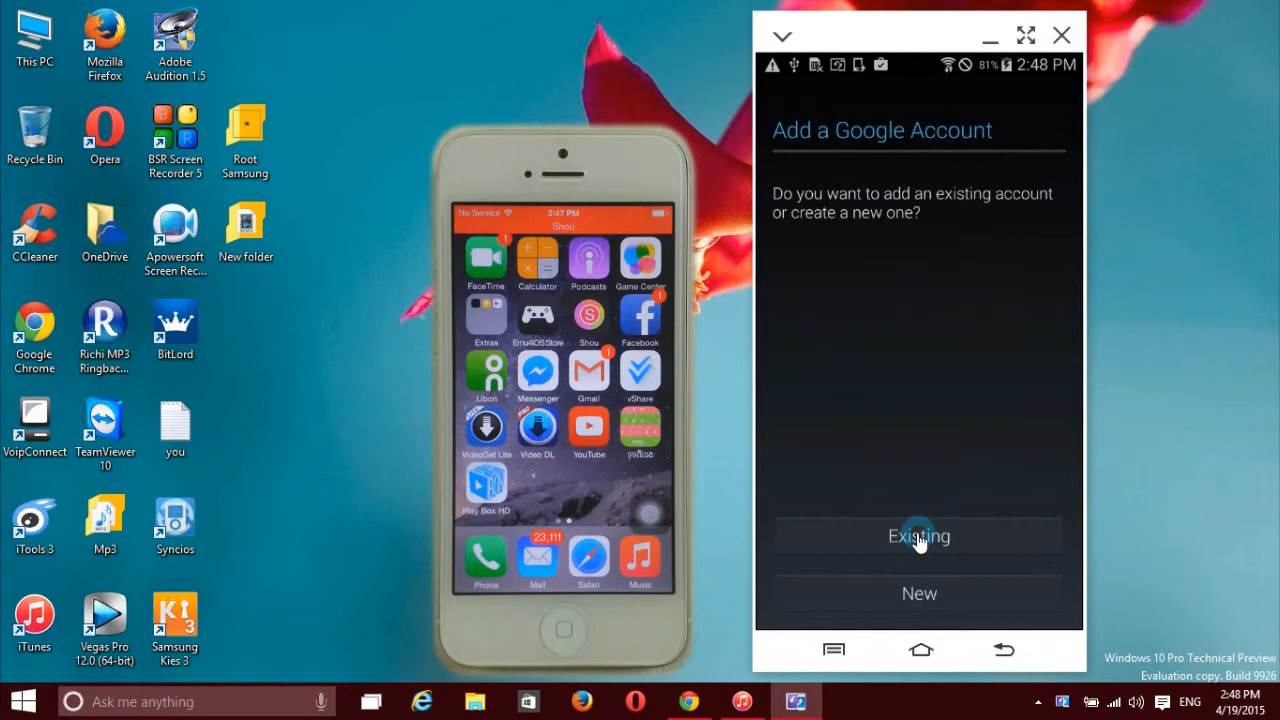 This PC
Mozilla
Firefox
Adobe
Audition 1.5
Recycle Bin
Opera
BSR Screen
Recorder 5
Root
Samsung
CCleaner
OneDrive
Apowersoft
Screen Rec...
New folder
Google
Chrome
Richi MP3
Ringbac...
BitLord
VoipConnect
TeamViewer
10
you
iTools 3
Mp3
Syncios
iTunes
Vegas Pro
12.0 (64-bit)
Samsung
Kies 3
No Service
2:47 PM
Shou
1
FaceTime
Calculator
Podcasts
Game Center
1
Extras
Emu4iOSStore
Shou
Facebook
1
Libon
Messenger
Gmail
vShare
VideoGet Lite
Video DL
YouTube
Play Box HD
23,111
Phone
Mail
Safari
Music
81%
2:48 PM
Add a Google Account
Do you want to add an existing account
or create a new one?
Existing
New
Windows 10 Pro Technical Preview
Evaluation copy. Build 9926
Ask me anything
ENG
2:48 PM
4/19/2015